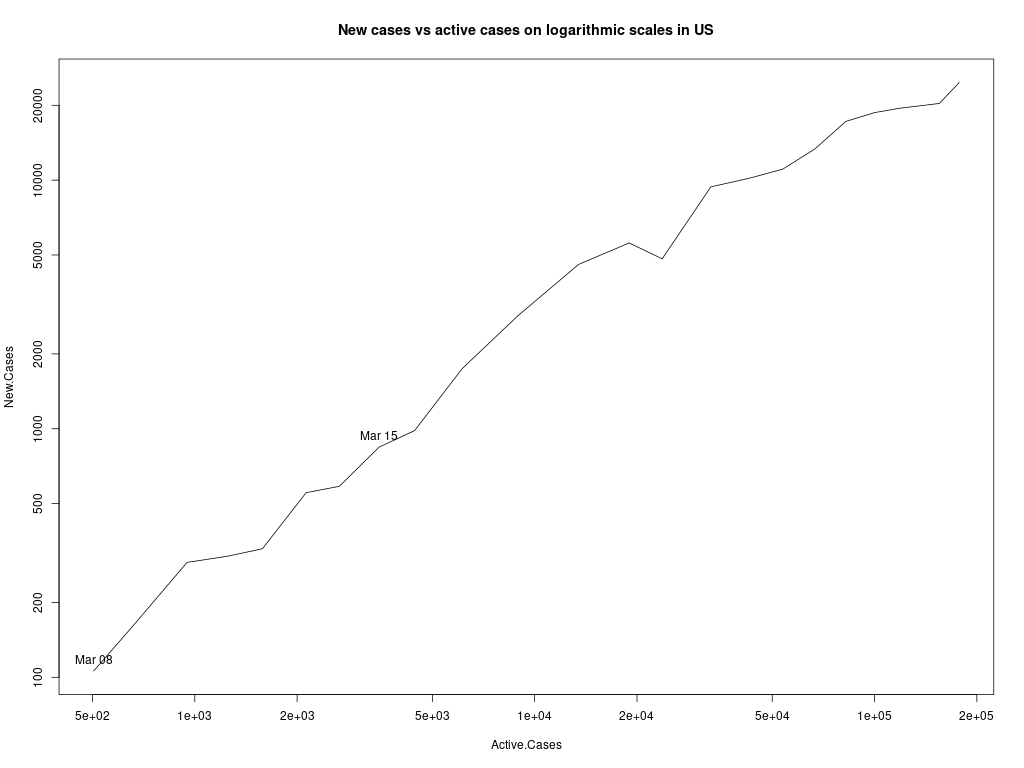 New cases vs active cases on logarithmic scales in US
New.Cases
20000
10000
5000
2000
1000
500
200
100
Mar 15
Mar 08
5e+02 1e+03 2e+03 5e+03 1e+04 2e+04 5e+04 1e+05 2e+05
Active.Cases